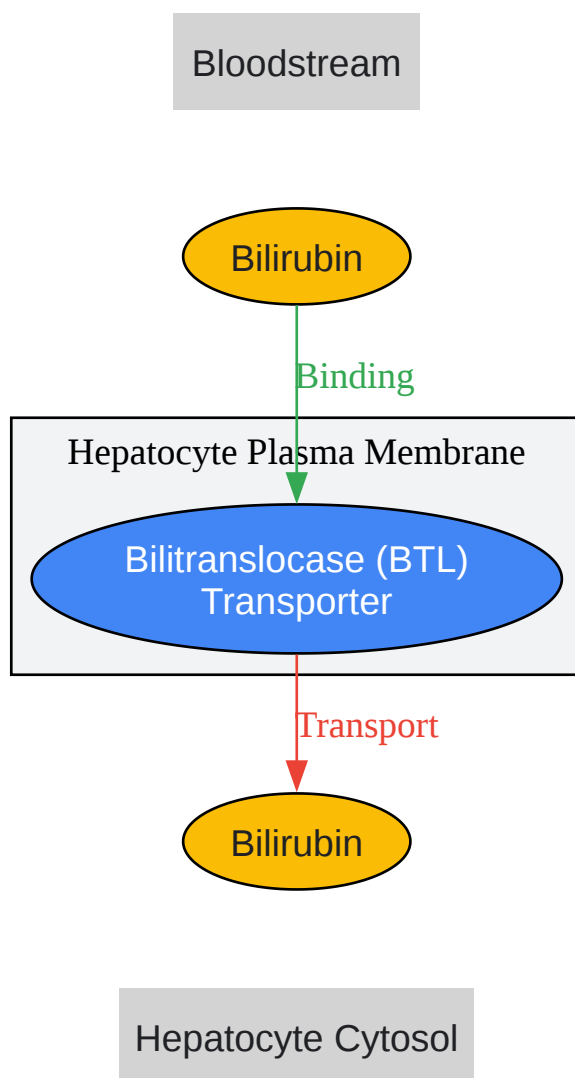 Bloodstream
Bilirubin
Binding
Hepatocyte Plasma Membrane
Bilitranslocase (BTL)
Transporter
Transport
Bilirubin
Hepatocyte Cytosol